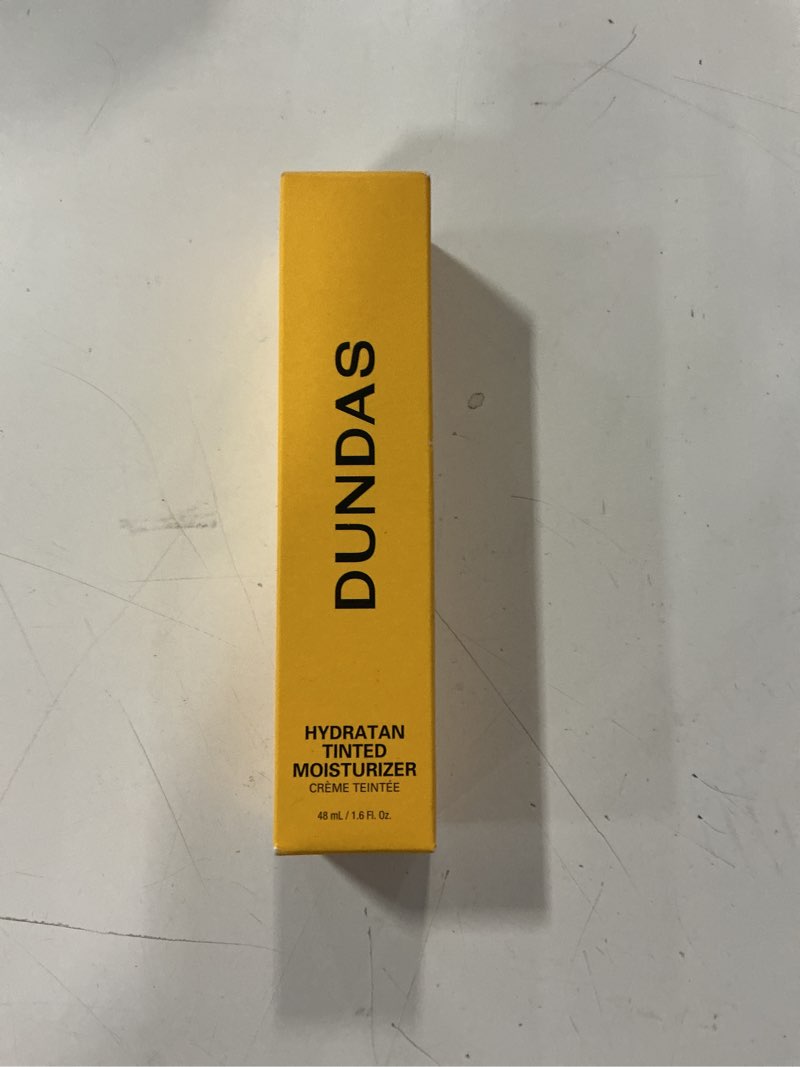 DUNDAS
HYDRATAN
TINTED
MOISTURIZER
CRÈME TEINTÉE
48 mL / 1.6 Fl. Oz.